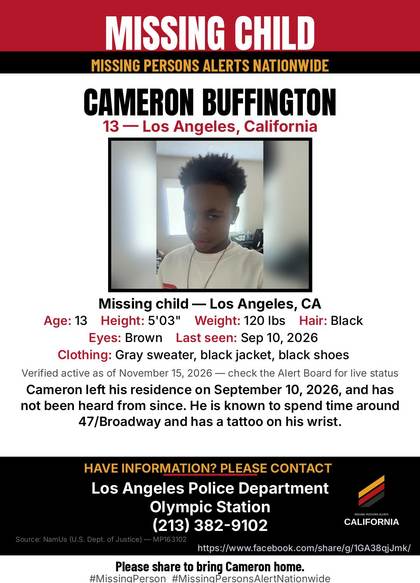 MISSING CHILD
MISSING PERSONS ALERTS NATIONWIDE
CAMERON BUFFINGTON
13 — Los Angeles, California
Missing child — Los Angeles, CA
Age: 13 Height: 5'03" Weight: 120 lbs Hair: Black
Eyes: Brown Last seen: Sep 10, 2026
Clothing: Gray sweater, black jacket, black shoes
Verified active as of November 15, 2026 — check the Alert Board for live status
Cameron left his residence on September 10, 2026, and has
not been heard from since. He is known to spend time around
47/Broadway and has a tattoo on his wrist.
HAVE INFORMATION? PLEASE CONTACT
Los Angeles Police Department
Olympic Station
(213) 382-9102
MISSING PERSONS ALERTS
CALIFORNIA
Source: NamUs (U.S. Dept. of Justice) — MP163102
https://www.facebook.com/share/g/1GA38qjJmk/
Please share to bring Cameron home.
#MissingPerson #MissingPersonsAlertNationwide